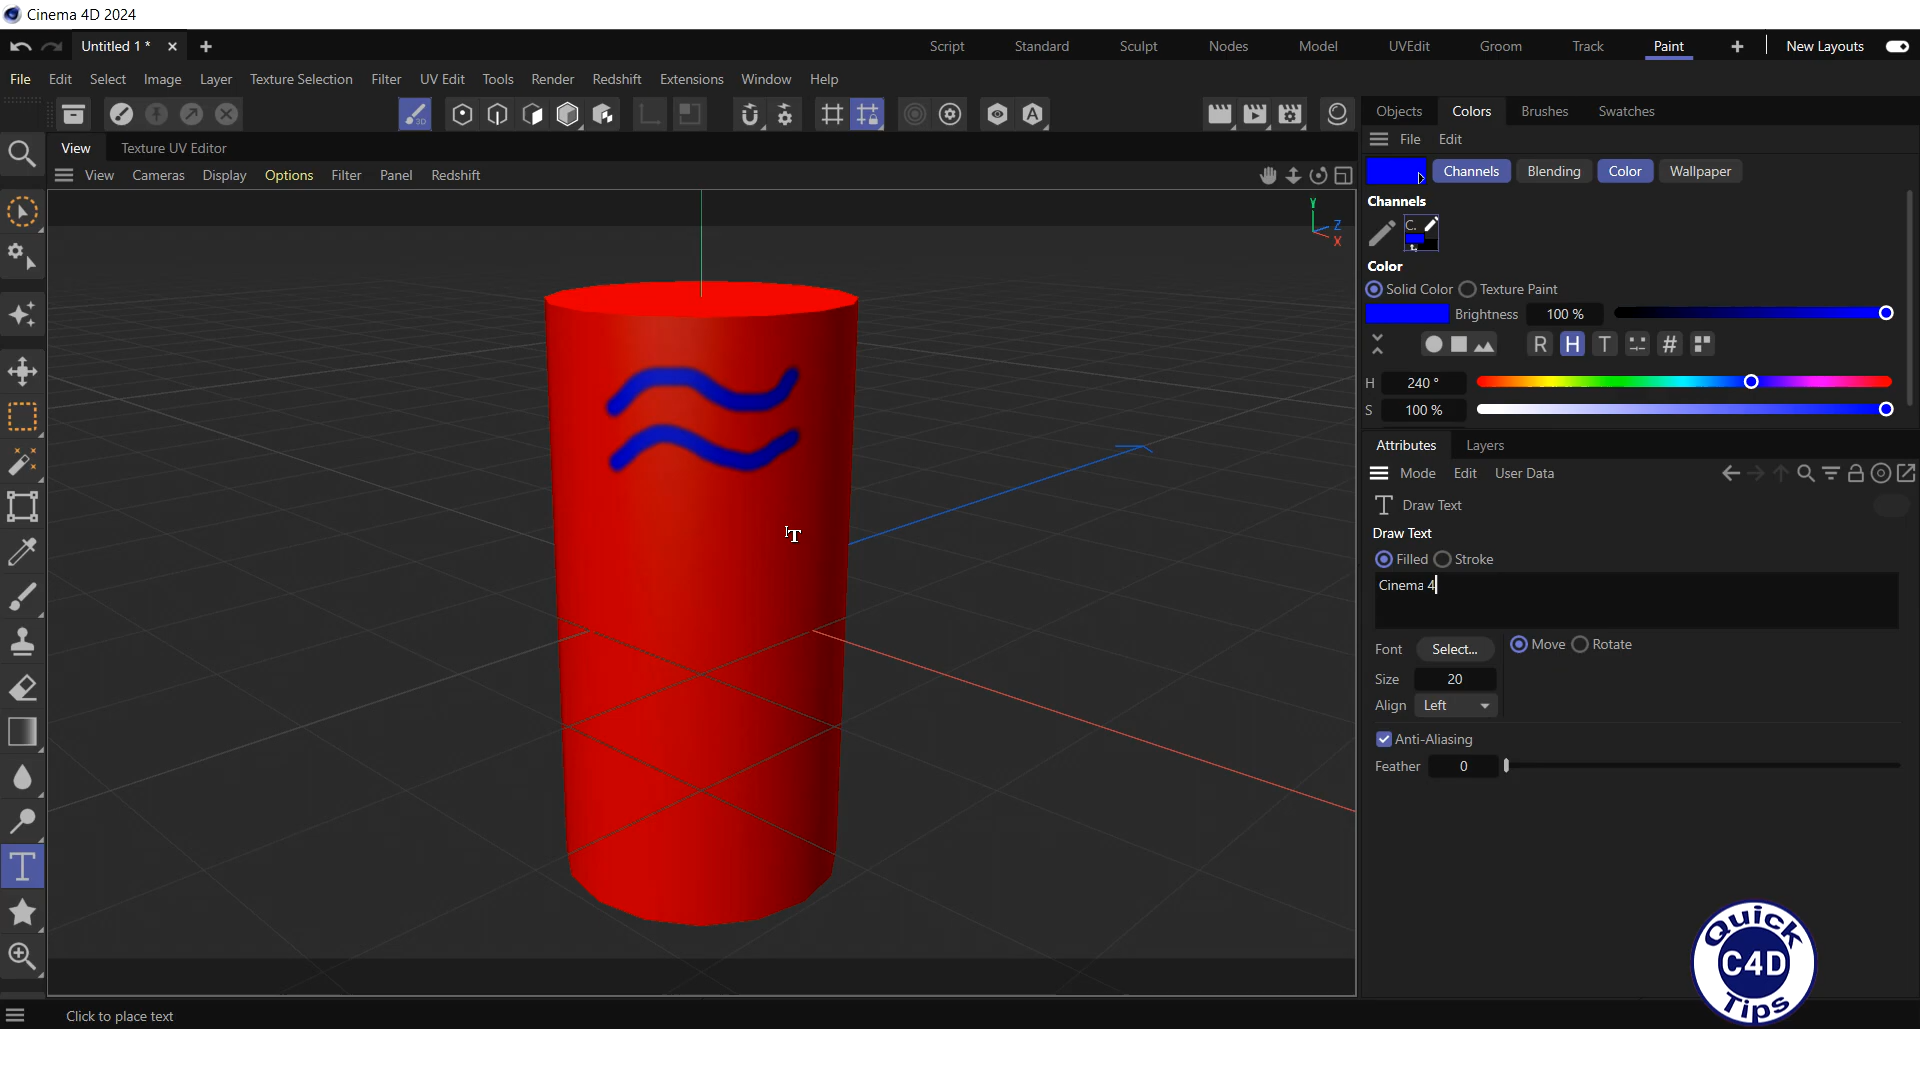 Cinema 4D 2024
Untitled 1 *
Script Standard Sculpt Nodes Model UVEdit Groom Track Paint New Layouts
File Edit Select Image Layer Texture Selection Filter UV Edit Tools Render Redshift Extensions Window Help
View Texture UV Editor
View Cameras Display Options Filter Panel Redshift
Y
Z
X
Objects Colors Brushes Swatches
File Edit
Channels Blending Color Wallpaper
Channels
C.
Color
Solid Color Texture Paint
Brightness 100 %
R H T #
H 240 °
S 100 %
Attributes Layers
Mode Edit User Data
Draw Text
Draw Text
Filled Stroke
Cinema 4
Font Select... Move Rotate
Size 20
Align Left
Anti-Aliasing
Feather 0
Quick
C4D
Tips
Click to place text